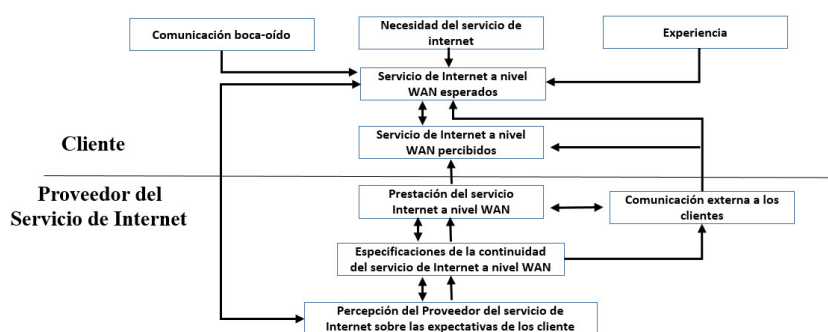 Comunicación boca-oído
Necesidad del servicio de
internet
Experiencia
Servicio de Internet a nivel
WAN esperados
Cliente
Servicio de Internet a nivel
WAN percibidos
Proveedor del
Servicio de Internet
Prestación del servicio
Internet a nivel WAN
Comunicación externa a los
clientes
Especificaciones de la continuidad
del servicio de Internet a nivel WAN
Percepción del Proveedor del servicio de
Internet sobre las expectativas de los cliente